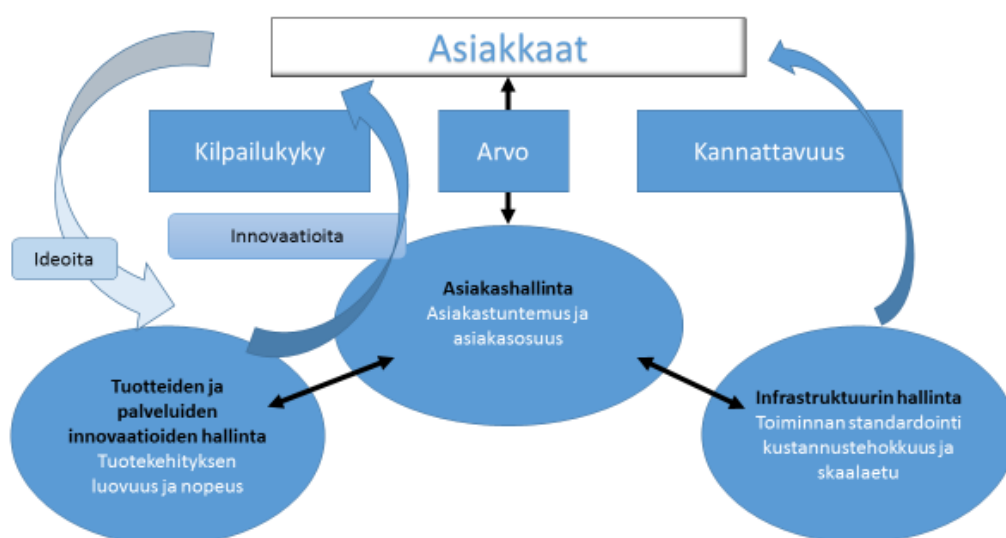 Asiakkaat
Kilpailukyky
Arvo
Kannattavuus
Innovaatioita
Ideoita
Asiakashallinta
Asiakastuntemus ja
asiakasosuus
Tuotteiden ja
palveluiden
innovaatioiden hallinta
Tuotekehityksen
luovuus ja nopeus
Infrastruktuurin hallinta
Toiminnan standardointi
kustannustehokkuus ja
skaalaetu